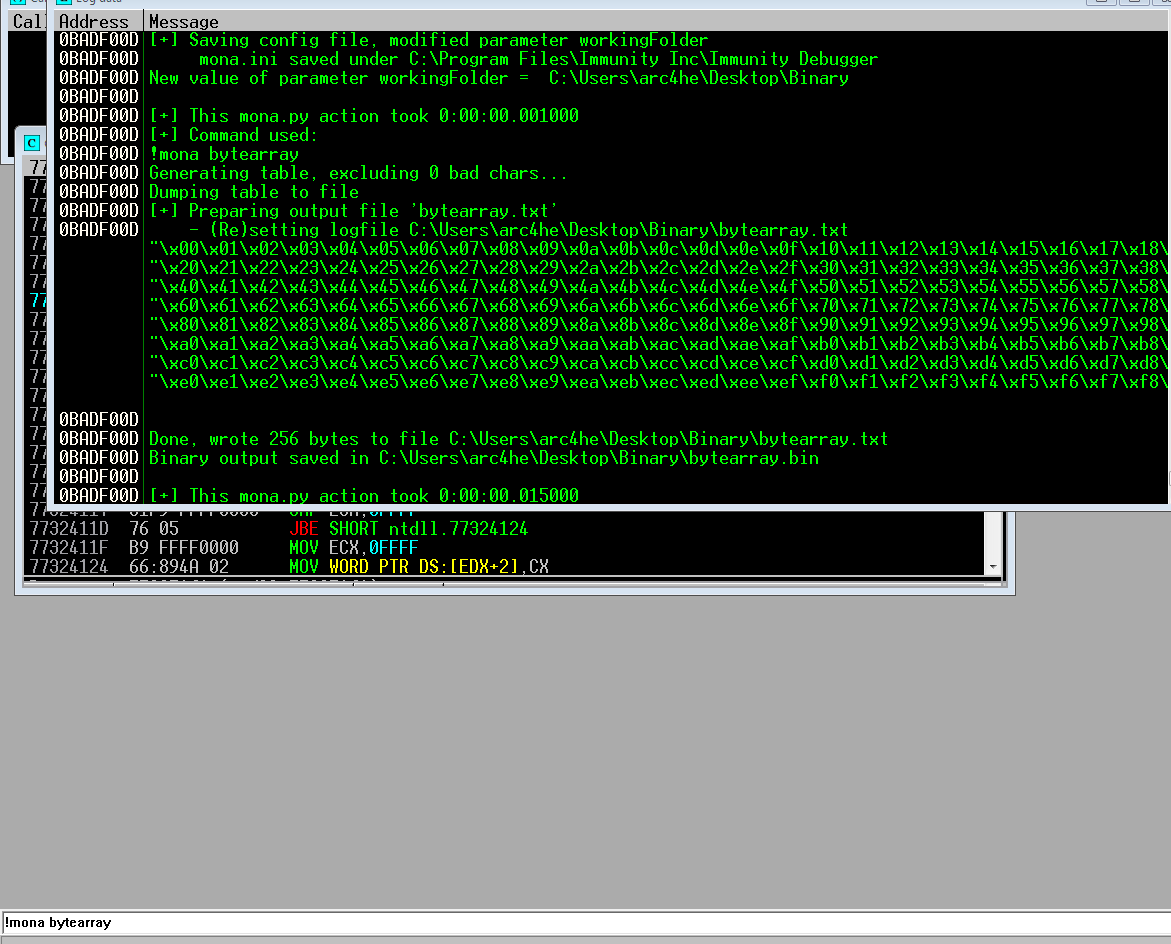 Log data
Call
Address Message
0BADF00D [+] Saving config file, modified parameter workingFolder
0BADF00D mona.ini saved under C:\Program Files\Immunity Inc\Immunity Debugger
0BADF00D New value of parameter workingFolder =  C:\Users\arc4he\Desktop\Binary
0BADF00D
0BADF00D [+] This mona.py action took 0:00:00.001000
0BADF00D [+] Command used:
0BADF00D !mona bytearray
0BADF00D Generating table, excluding 0 bad chars...
0BADF00D Dumping table to file
0BADF00D [+] Preparing output file 'bytearray.txt'
0BADF00D - (Re)setting logfile C:\Users\arc4he\Desktop\Binary\bytearray.txt
"\x00\x01\x02\x03\x04\x05\x06\x07\x08\x09\x0a\x0b\x0c\x0d\x0e\x0f\x10\x11\x12\x13\x14\x15\x16\x17\x18\
"\x20\x21\x22\x23\x24\x25\x26\x27\x28\x29\x2a\x2b\x2c\x2d\x2e\x2f\x30\x31\x32\x33\x34\x35\x36\x37\x38\
"\x40\x41\x42\x43\x44\x45\x46\x47\x48\x49\x4a\x4b\x4c\x4d\x4e\x4f\x50\x51\x52\x53\x54\x55\x56\x57\x58\
"\x60\x61\x62\x63\x64\x65\x66\x67\x68\x69\x6a\x6b\x6c\x6d\x6e\x6f\x70\x71\x72\x73\x74\x75\x76\x77\x78\
"\x80\x81\x82\x83\x84\x85\x86\x87\x88\x89\x8a\x8b\x8c\x8d\x8e\x8f\x90\x91\x92\x93\x94\x95\x96\x97\x98\
"\xa0\xa1\xa2\xa3\xa4\xa5\xa6\xa7\xa8\xa9\xaa\xab\xac\xad\xae\xaf\xb0\xb1\xb2\xb3\xb4\xb5\xb6\xb7\xb8\
"\xc0\xc1\xc2\xc3\xc4\xc5\xc6\xc7\xc8\xc9\xca\xcb\xcc\xcd\xce\xcf\xd0\xd1\xd2\xd3\xd4\xd5\xd6\xd7\xd8\
"\xe0\xe1\xe2\xe3\xe4\xe5\xe6\xe7\xe8\xe9\xea\xeb\xec\xed\xee\xef\xf0\xf1\xf2\xf3\xf4\xf5\xf6\xf7\xf8\
0BADF00D
0BADF00D Done, wrote 256 bytes to file C:\Users\arc4he\Desktop\Binary\bytearray.txt
0BADF00D Binary output saved in C:\Users\arc4he\Desktop\Binary\bytearray.bin
0BADF00D
0BADF00D [+] This mona.py action took 0:00:00.015000
7732411D 76 05 JBE SHORT ntdll.77324124
7732411F B9 FFFF0000 MOV ECX,0FFFF
77324124 66:894A 02 MOV WORD PTR DS:[EDX+2],CX
!mona bytearray